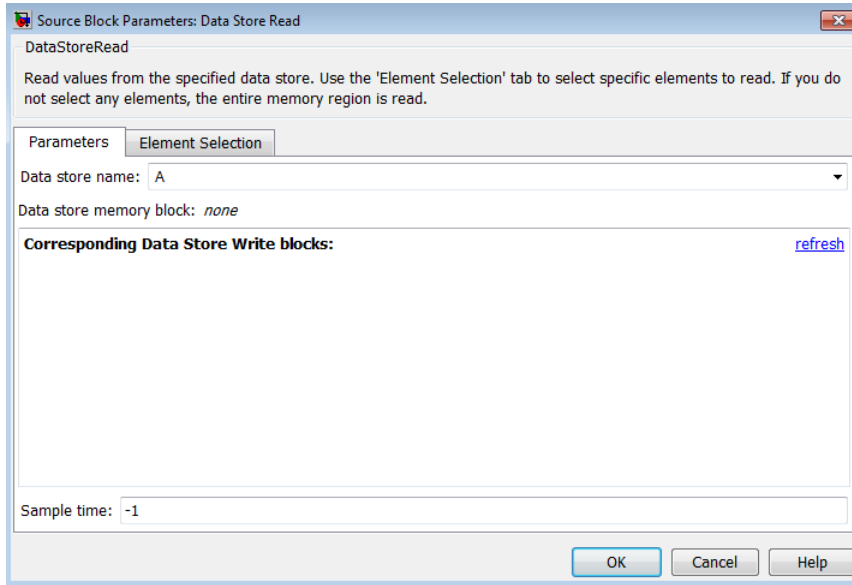 Source Block Parameters: Data Store Read
DataStoreRead
Read values from the specified data store. Use the 'Element Selection' tab to select specific elements to read. If you do
not select any elements, the entire memory region is read.
Parameters
Element Selection
Data store name: A
Data store memory block: none
Corresponding Data Store Write blocks: refresh
Sample time: -1
OK Cancel Help